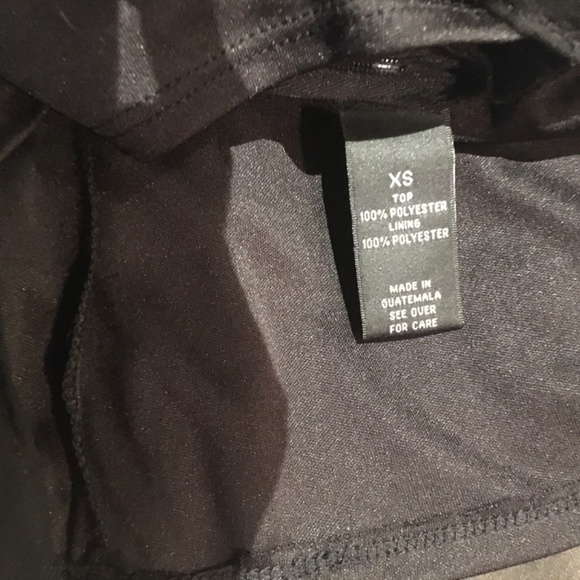 XS
TOP
100% POLYESTER
LINING
100% POLYESTER
MADE IN
GUATEMALA
SEE OVER
FOR CARE